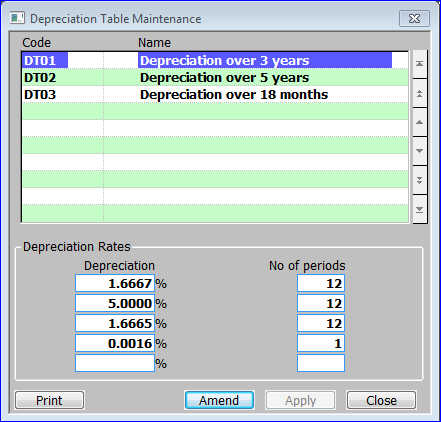 Depreciation Table Maintenance
Code Name
DT01 Depreciation over 3 years
DT02 Depreciation over 5 years
DT03 Depreciation over 18 months
Depreciation Rates
Depreciation No of periods
1.6667 % 12
5.0000 % 12
1.6665 % 12
0.0016 % 1
%
Print Amend Apply Close